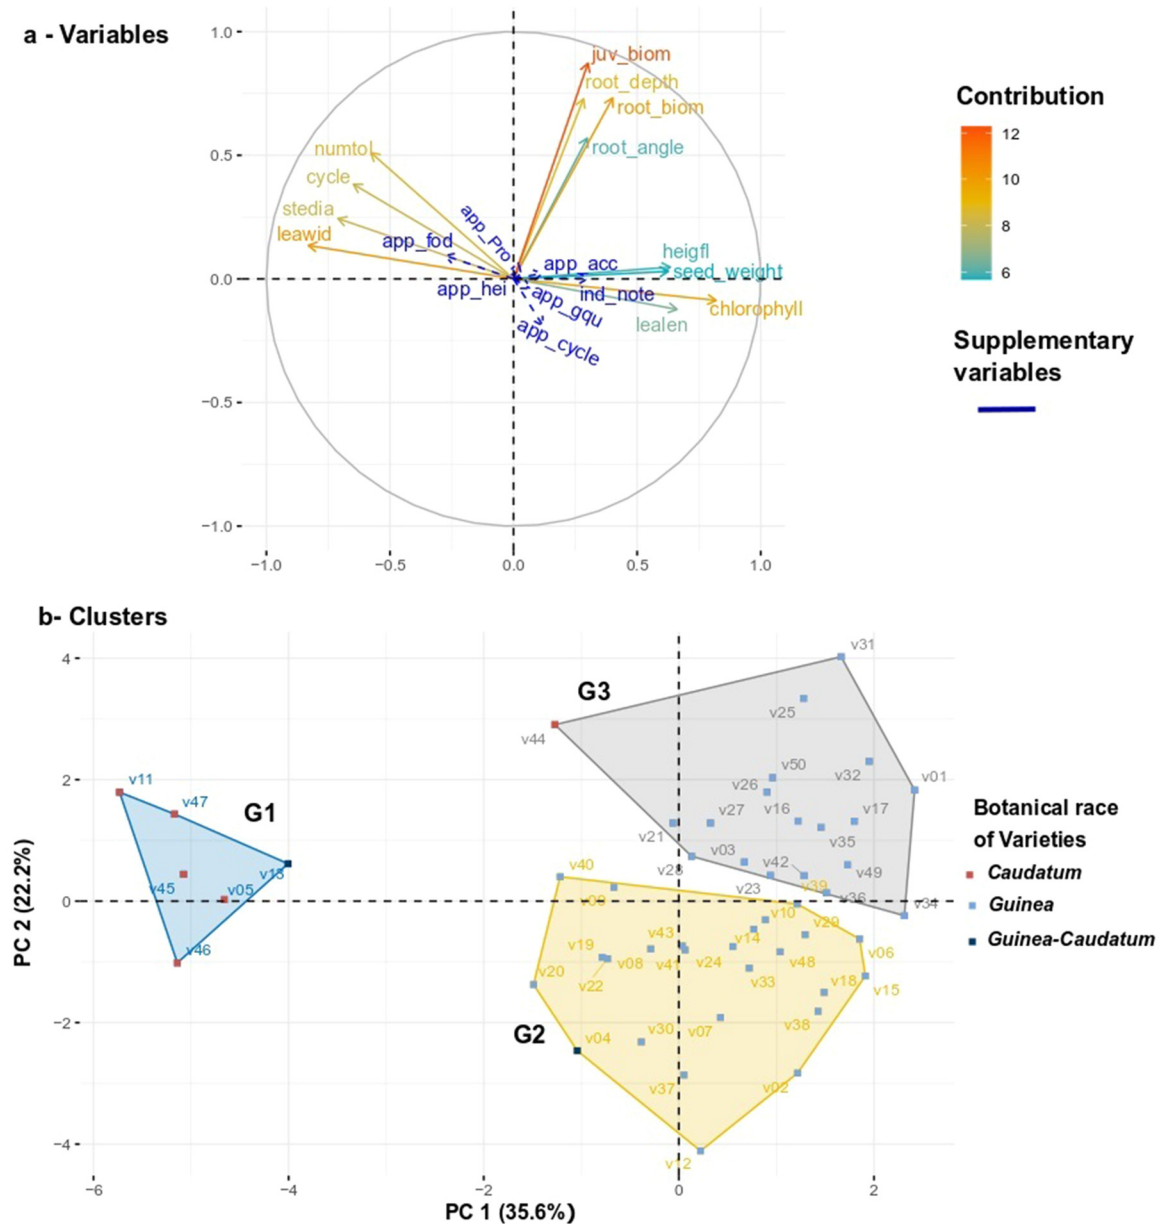 a - Variables
1.0
0.5
0.0
−0.5
−1.0
juv_biom
root_depth
root_biom
root_angle
numtol
cycle
stedia
leawid
app_fod
app_Pro
app_acc
heigfl
seed_weight
app_hei
app_gqu
ind_note
chlorophyll
lealen
app_cycle
−1.0 −0.5 0.0 0.5 1.0
Contribution
12
10
8
6
Supplementary
variables
b- Clusters
PC 2 (22.2%)
4
2
0
−2
−4
G3
v31
v25
v44
v50
v01
v32
v26
v11
v47
G1
v27
v16
v17
v21
v35
v03
v42
v49
v28
v40
v13
v45
v05
v23
v39
v36
v34
v09
v10
v29
v46
v43
v14
v06
v19
v08
v41
v24
v48
v20
v22
v33
v18
v15
G2
v04
v30
v07
v38
v37
v02
v12
−6 −4 −2 0 2
PC 1 (35.6%)
Botanical race
of Varieties
Caudatum
Guinea
Guinea-Caudatum